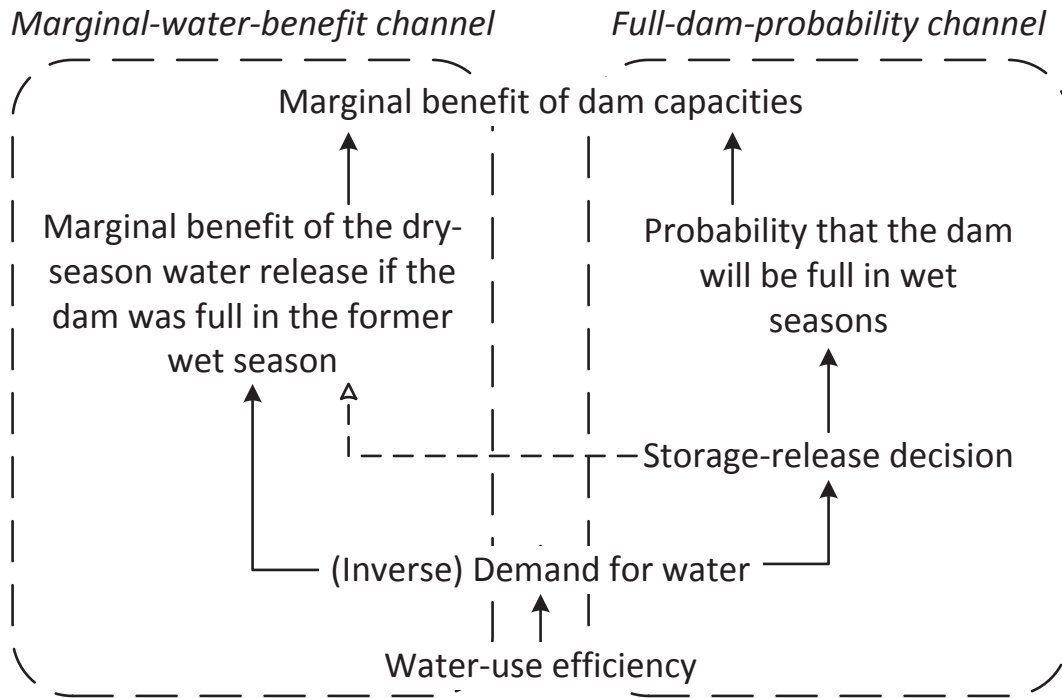 Marginal-water-benefit channel
Full-dam-probability channel
Marginal benefit of dam capacities
Marginal benefit of the dry-
season water release if the
dam was full in the former
wet season
Probability that the dam
will be full in wet
seasons
Storage-release decision
(Inverse) Demand for water
Water-use efficiency